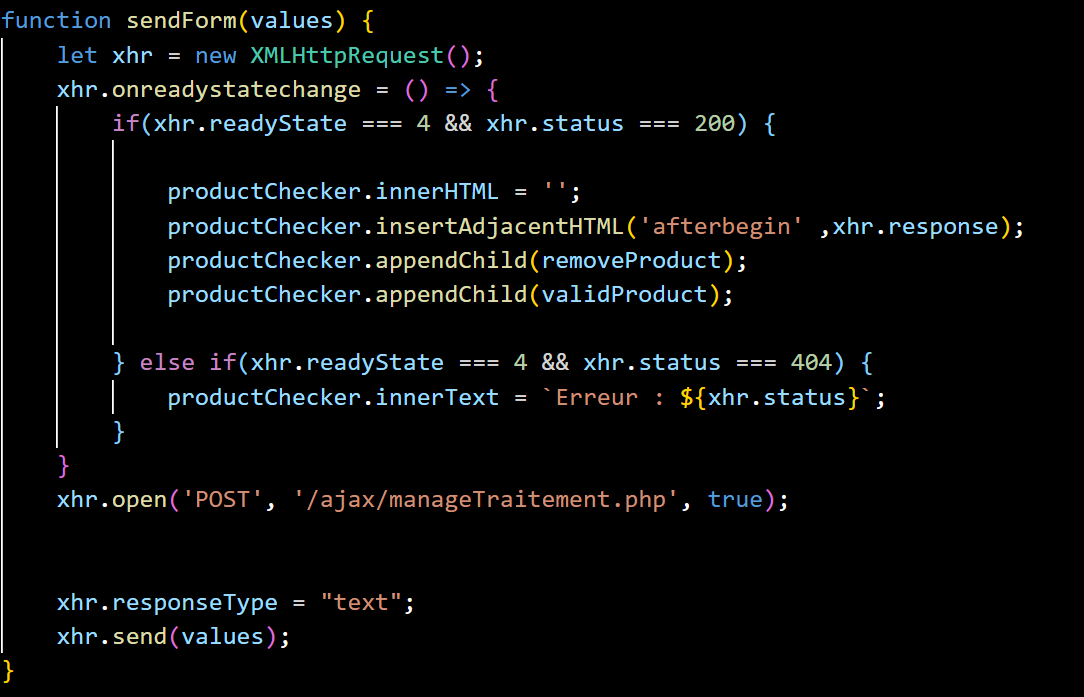 function sendForm(values) {
let xhr = new XMLHttpRequest();
xhr.onreadystatechange = () => {
if(xhr.readyState === 4 && xhr.status === 200) {
productChecker.innerHTML = '';
productChecker.insertAdjacentHTML('afterbegin' ,xhr.response);
productChecker.appendChild(removeProduct);
productChecker.appendChild(validProduct);
} else if(xhr.readyState === 4 && xhr.status === 404) {
productChecker.innerText = `Erreur : ${xhr.status}`;
}
}
xhr.open('POST', '/ajax/manageTraitement.php', true);
xhr.responseType = "text";
xhr.send(values);
}